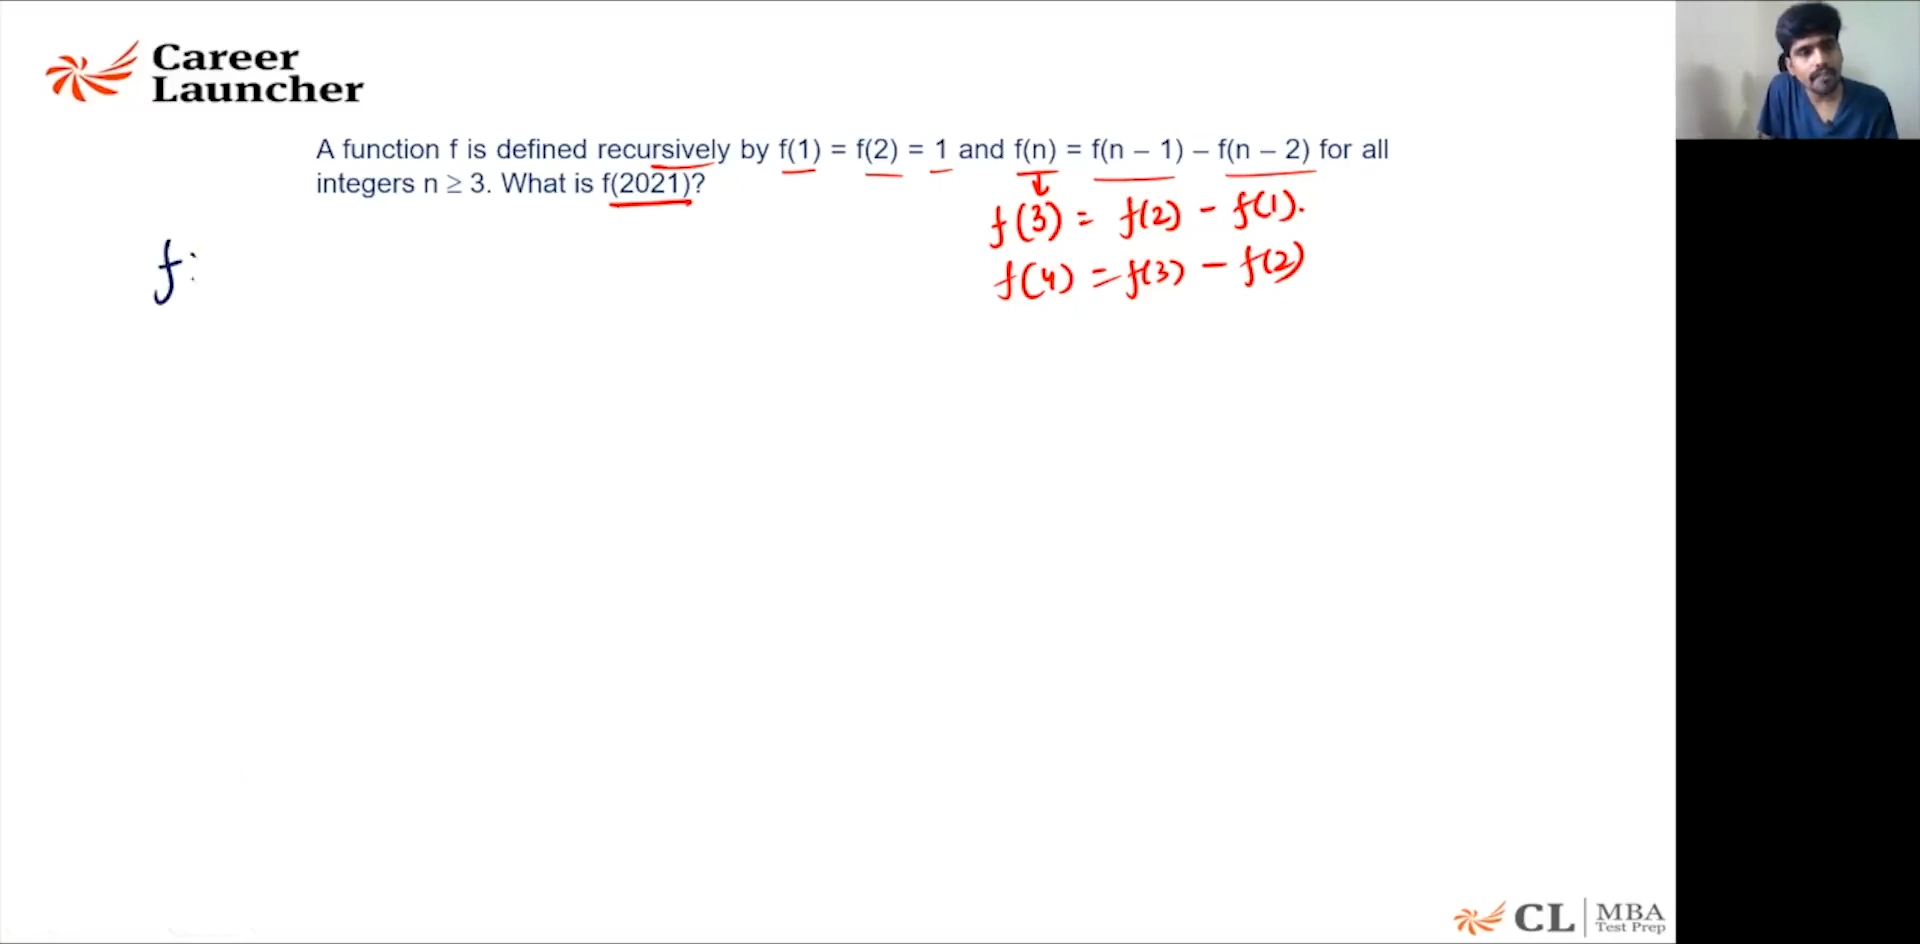 Career
Launcher
A function f is defined recursively by f(1) = f(2) = 1 and f(n) = f(n – 1) – f(n – 2) for all
integers n ≥ 3. What is f(2021)?
f(3) = f(2) - f(1).
f(4) = f(3) - f(2)
f:
CL MBA
Test Prep